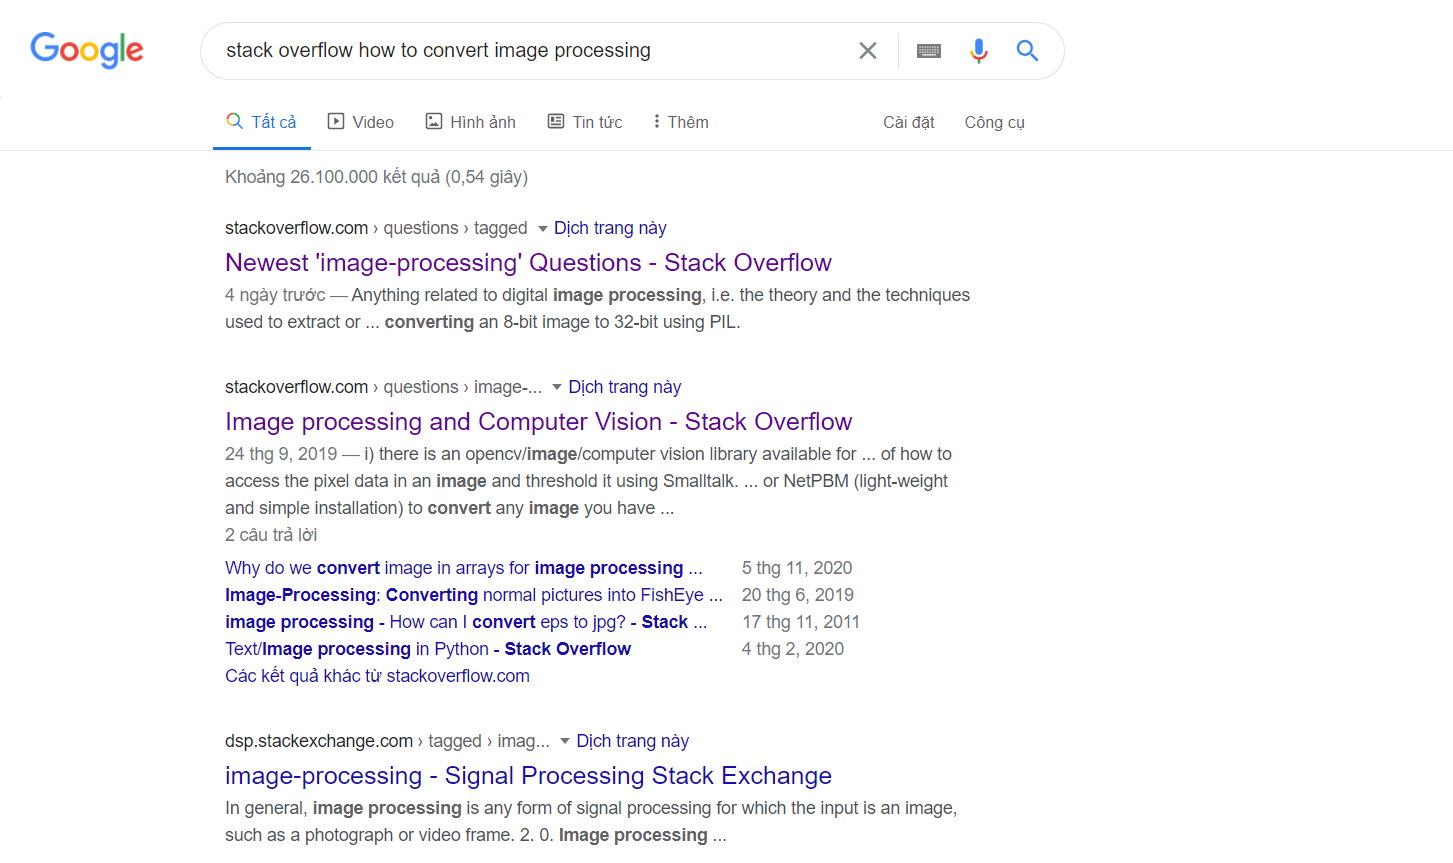 Google
stack overflow how to convert image processing
Tất cả Video Hình ảnh Tin tức Thêm Cài đặt Công cụ
Khoảng 26.100.000 kết quả (0,54 giây)
stackoverflow.com › questions › tagged Dịch trang này
Newest 'image-processing' Questions - Stack Overflow
4 ngày trước — Anything related to digital image processing, i.e. the theory and the techniques
used to extract or ... converting an 8-bit image to 32-bit using PIL.
stackoverflow.com › questions › image-... Dịch trang này
Image processing and Computer Vision - Stack Overflow
24 thg 9, 2019 — i) there is an opencv/image/computer vision library available for ... of how to
access the pixel data in an image and threshold it using Smalltalk. ... or NetPBM (light-weight
and simple installation) to convert any image you have ...
2 câu trả lời
Why do we convert image in arrays for image processing ... 5 thg 11, 2020
Image-Processing: Converting normal pictures into FishEye ... 20 thg 6, 2019
image processing - How can I convert eps to jpg? - Stack ... 17 thg 11, 2011
Text/Image processing in Python - Stack Overflow 4 thg 2, 2020
Các kết quả khác từ stackoverflow.com
dsp.stackexchange.com › tagged › imag... Dịch trang này
image-processing - Signal Processing Stack Exchange
In general, image processing is any form of signal processing for which the input is an image,
such as a photograph or video frame. 2. 0. Image processing ...